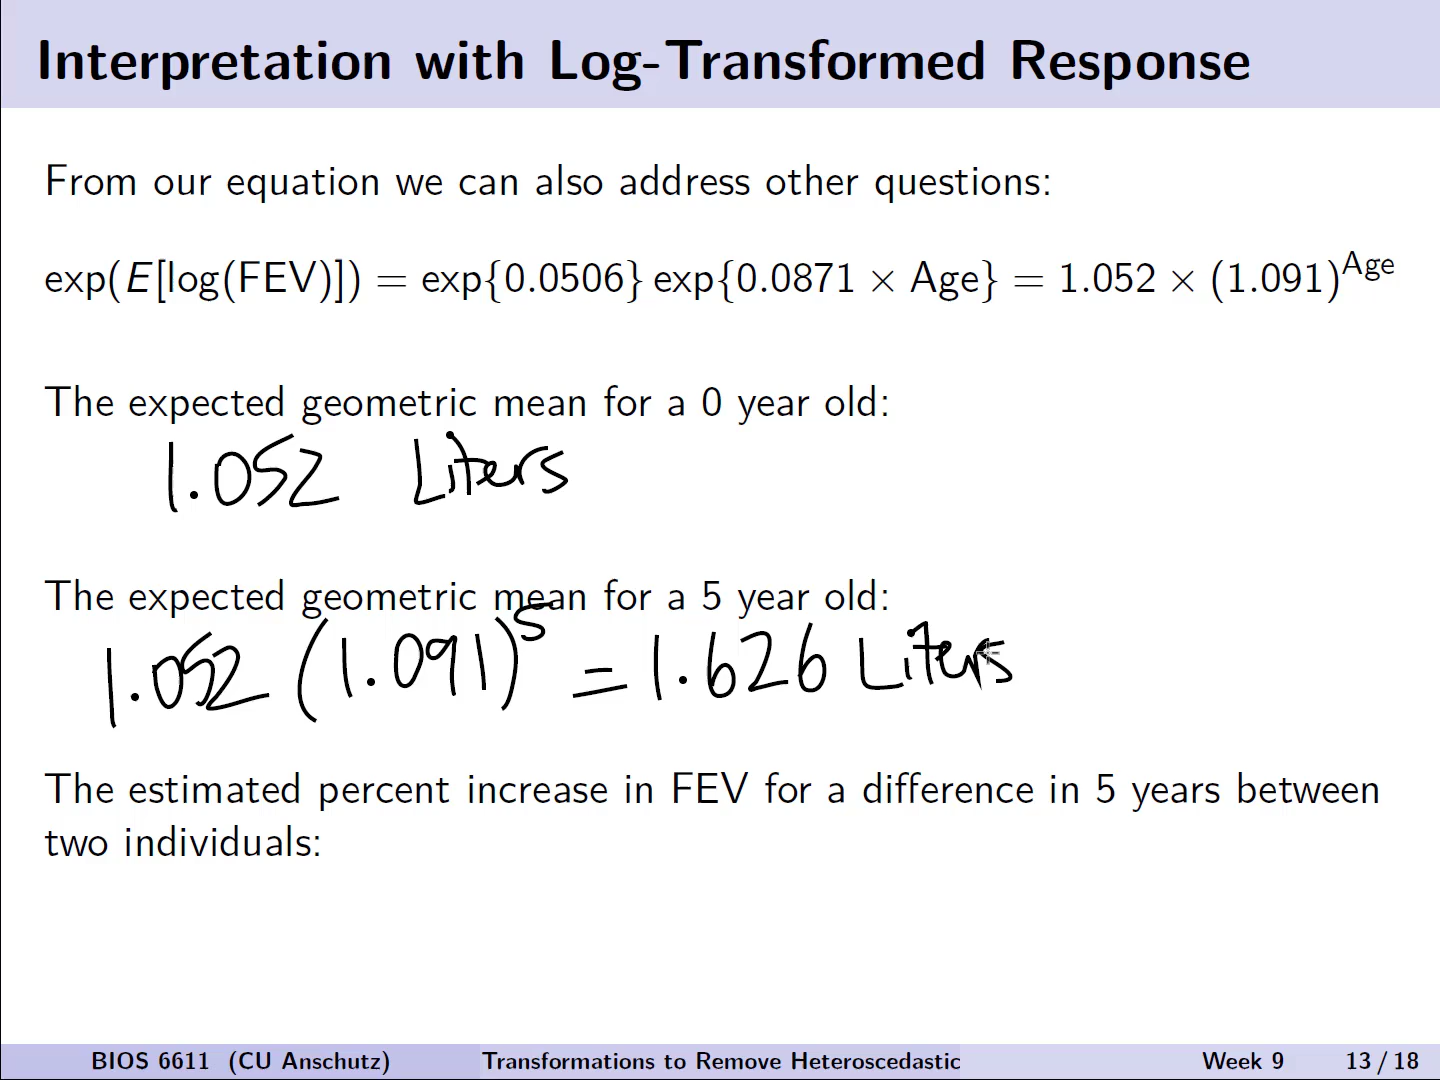 Interpretation with Log-Transformed Response
From our equation we can also address other questions:
exp(E[log(FEV)]) = exp{0.0506} exp{0.0871 × Age} = 1.052 × (1.091)^Age
The expected geometric mean for a 0 year old:
1.052 Liters
The expected geometric mean for a 5 year old:
1.052 (1.091)^5 = 1.626 Liters
The estimated percent increase in FEV for a difference in 5 years between
two individuals:
BIOS 6611 (CU Anschutz) Transformations to Remove Heteroscedastic Week 9 13 / 18